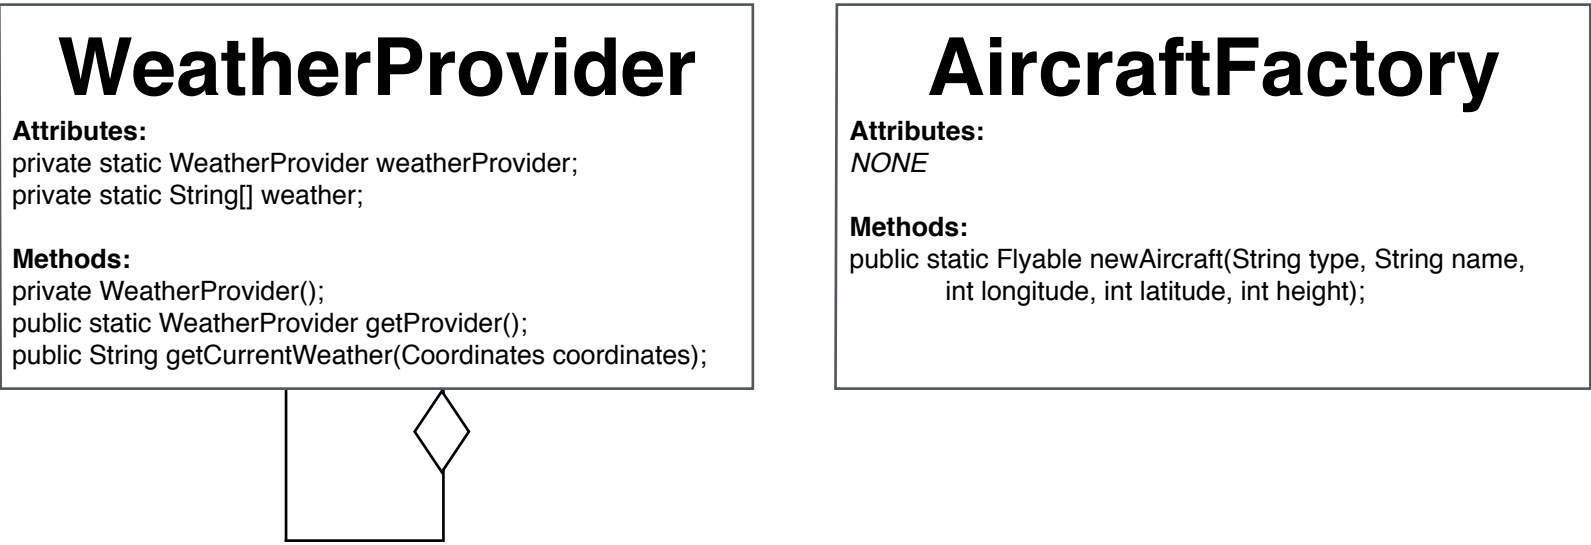 WeatherProvider
Attributes:
private static WeatherProvider weatherProvider;
private static String[] weather;
Methods:
private WeatherProvider();
public static WeatherProvider getProvider();
public String getCurrentWeather(Coordinates coordinates);
AircraftFactory
Attributes:
NONE
Methods:
public static Flyable newAircraft(String type, String name,
int longitude, int latitude, int height);